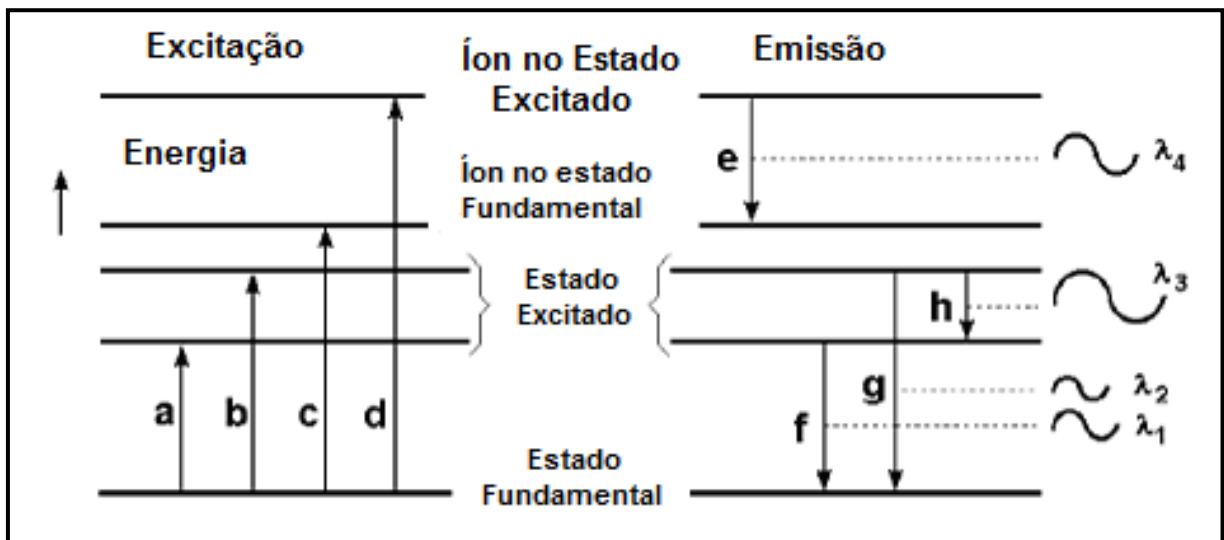 Excitação
Íon no Estado
Excitado
Emissão
Energia
Íon no estado
Fundamental
e
λ4
Estado
Excitado
h
λ3
a
b
c
d
f
g
λ2
λ1
Estado
Fundamental